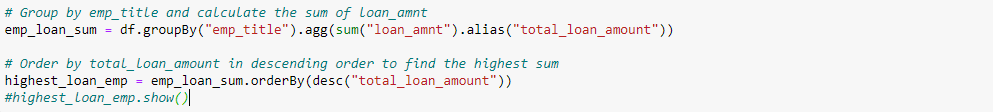 # Group by emp_title and calculate the sum of loan_amnt
emp_loan_sum = df.groupBy("emp_title").agg(sum("loan_amnt").alias("total_loan_amount"))
# Order by total_loan_amount in descending order to find the highest sum
highest_loan_emp = emp_loan_sum.orderBy(desc("total_loan_amount"))
#highest_loan_emp.show()